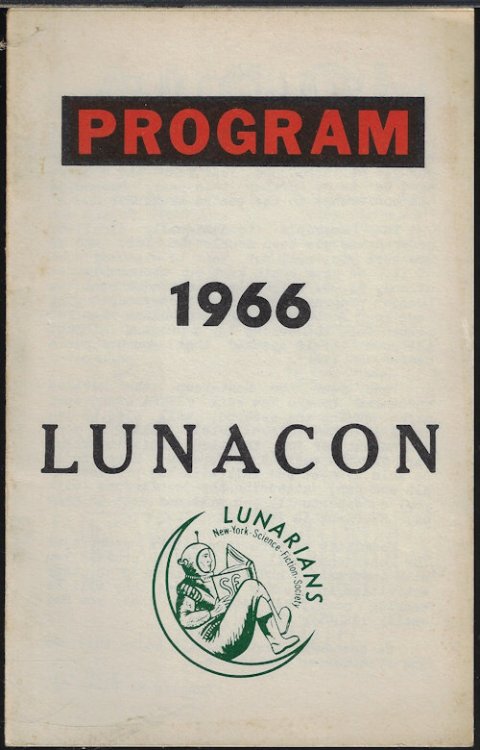 PROGRAM
1966
LUNACON
LUNARIANS
New-York-Science-Fiction-Society
SF